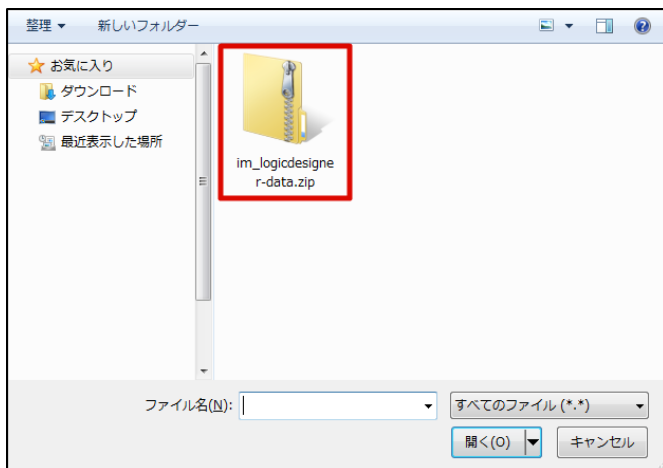 整理 新しいフォルダー
お気に入り
ダウンロード
デスクトップ
最近表示した場所
im_logicdesigne
r-data.zip
ファイル名(N): すべてのファイル (*.*)
開く(O) キャンセル